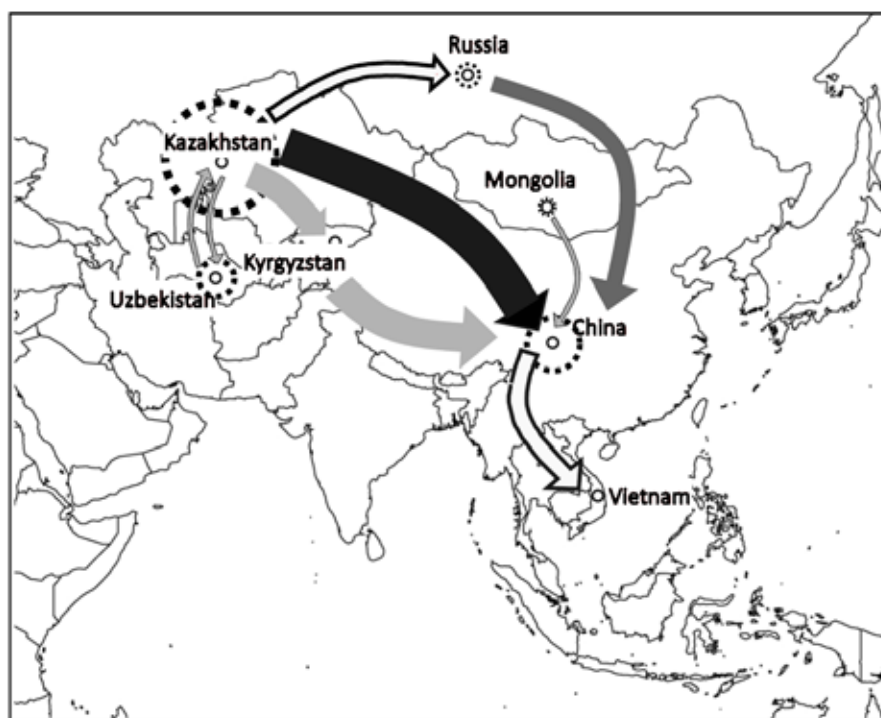 Russia
Kazakhstan
Mongolia
Kyrgyzstan
Uzbekistan
China
Vietnam